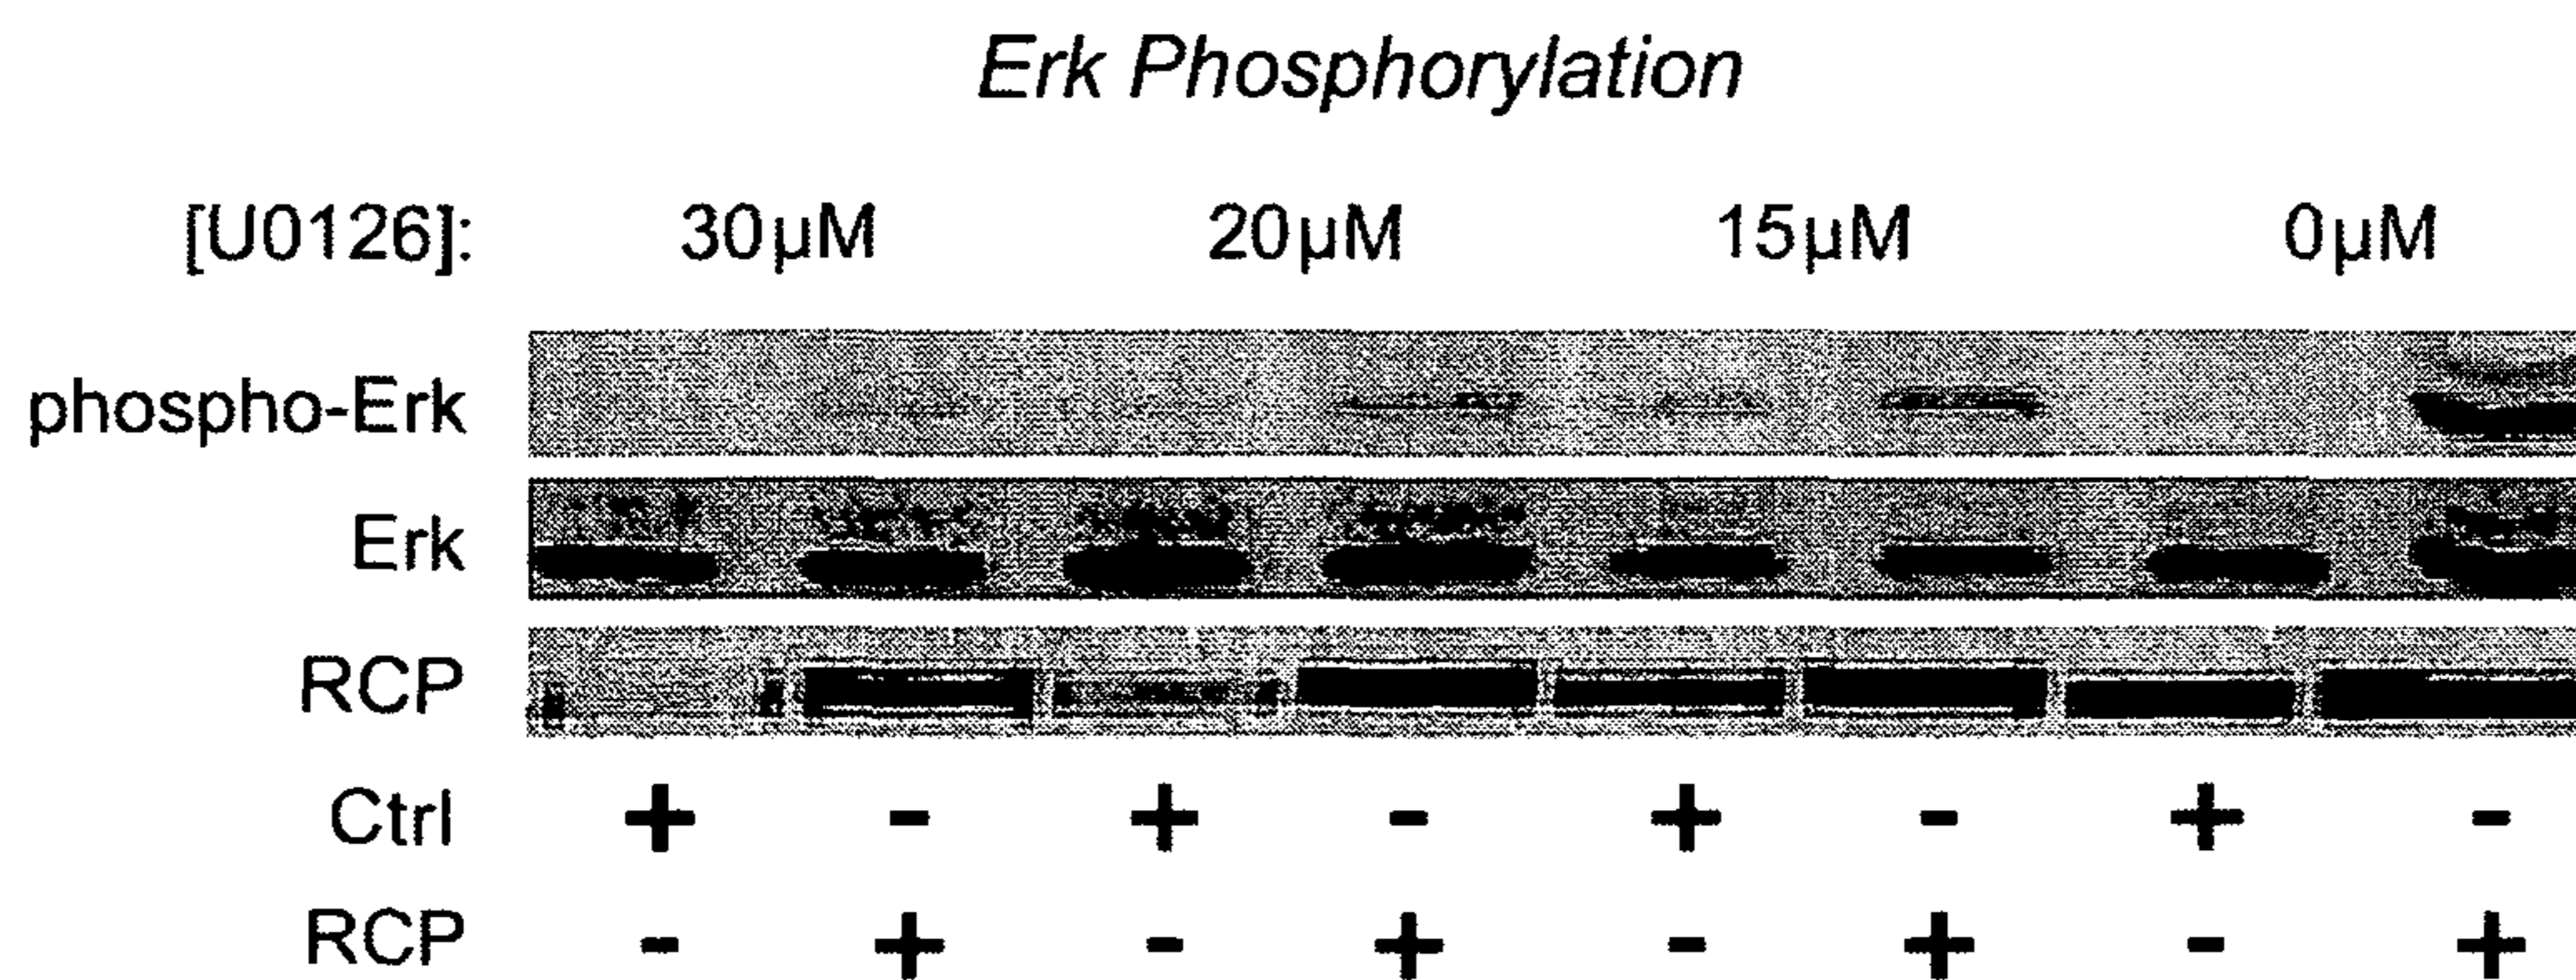 Erk Phosphorylation
[U0126]: 30µM 20µM 15µM 0µM
phospho-Erk
Erk
RCP
Ctrl + - + - + - + -
RCP - + - + - + - +